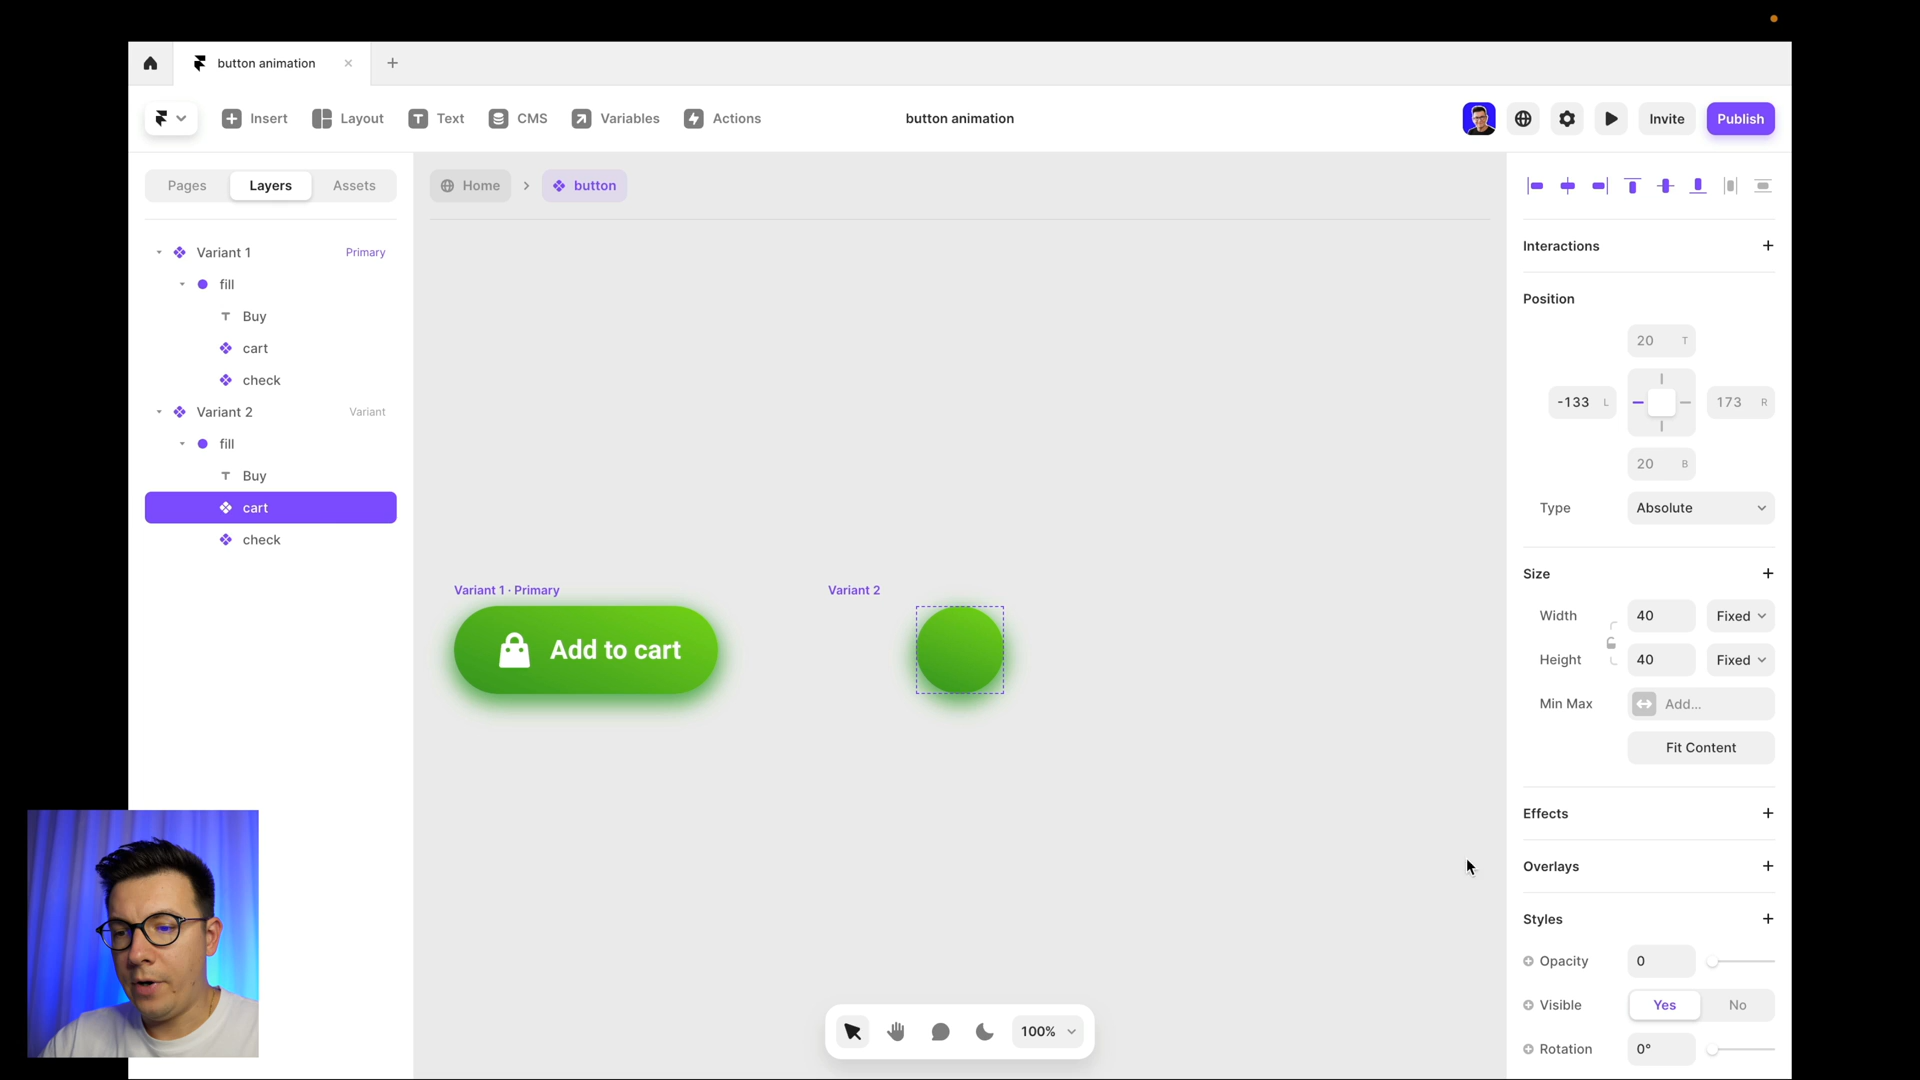 button animation
Insert
Layout
Text
CMS
Variables
Actions
button animation
Invite
Publish
Pages
Layers
Assets
Home
button
Variant 1
Primary
fill
Buy
cart
check
Variant 2
Variant
fill
Buy
cart
check
Variant 1 · Primary
Add to cart
Variant 2
100%
Interactions
Position
20 T
-133 L
173 R
20 B
Type
Absolute
Size
Width
40
Fixed
Height
40
Fixed
Min Max
Add...
Fit Content
Effects
Overlays
Styles
Opacity
0
Visible
Yes
No
Rotation
0°